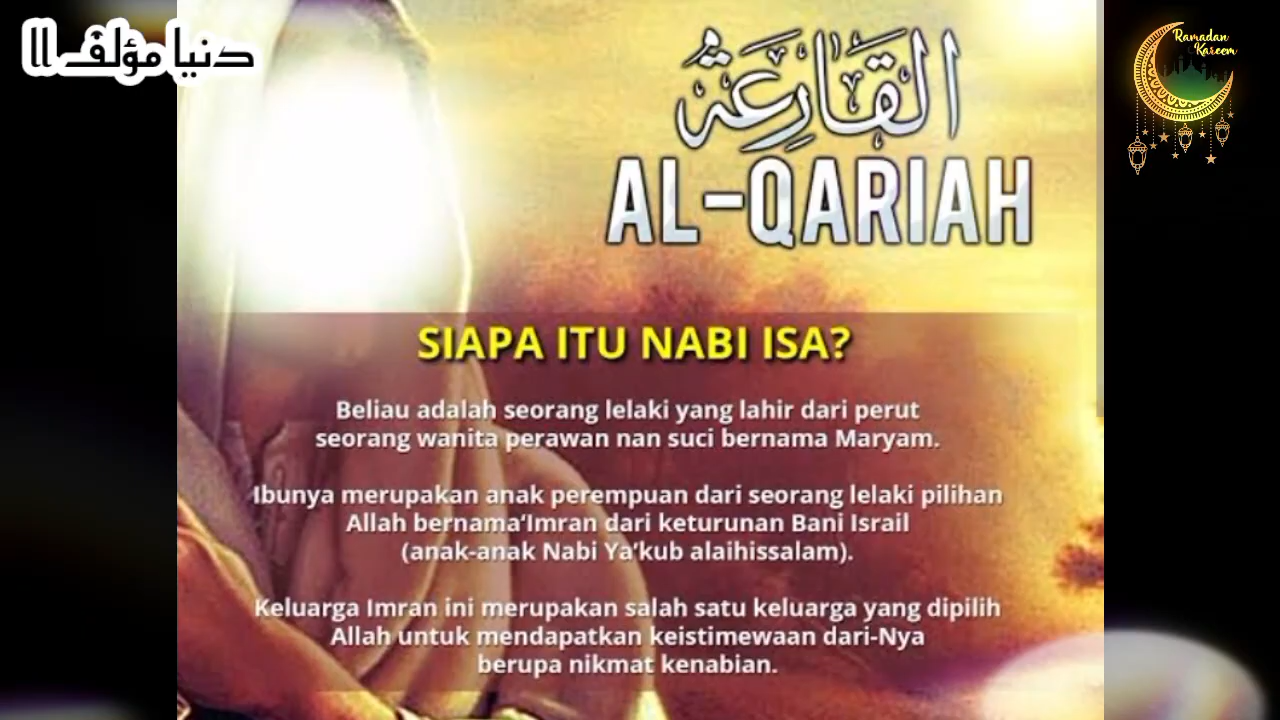 دنيا مؤلف II
Ramadan
Kareem
القارعة
AL-QARIAH
SIAPA ITU NABI ISA?
Beliau adalah seorang lelaki yang lahir dari perut
seorang wanita perawan nan suci bernama Maryam.
Ibunya merupakan anak perempuan dari seorang lelaki pilihan
Allah bernama‘Imran dari keturunan Bani Israil
(anak-anak Nabi Ya’kub alaihissalam).
Keluarga Imran ini merupakan salah satu keluarga yang dipilih
Allah untuk mendapatkan keistimewaan dari-Nya
berupa nikmat kenabian.